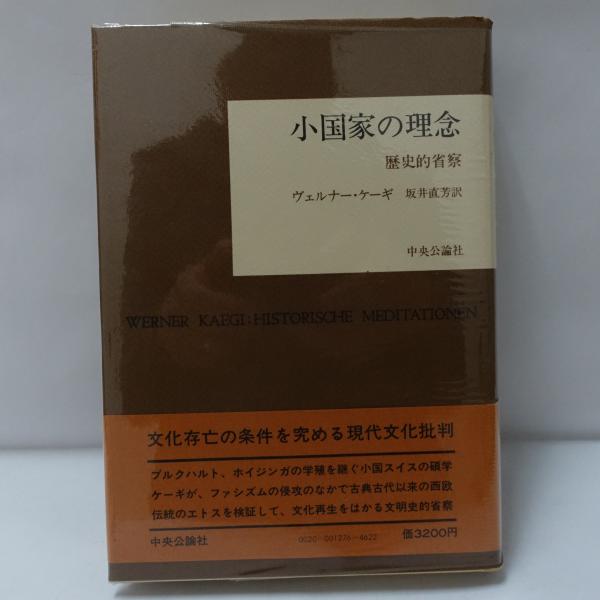 小国家の理念
歴史的省察
ヴェルナー・ケーギ 坂井直芳訳
中央公論社
WERNER KAEGI:HISTORISCHE MEDITATIONEN
文化存亡の条件を究める現代文化批判
ブルクハルト、ホイジンガの学殖を継ぐ小国スイスの碩学
ケーギが、ファシズムの侵攻のなかで古典古代以来の西欧
伝統のエトスを検証して、文化再生をはかる文明史的省察
中央公論社 0020-001276-4622 価3200円